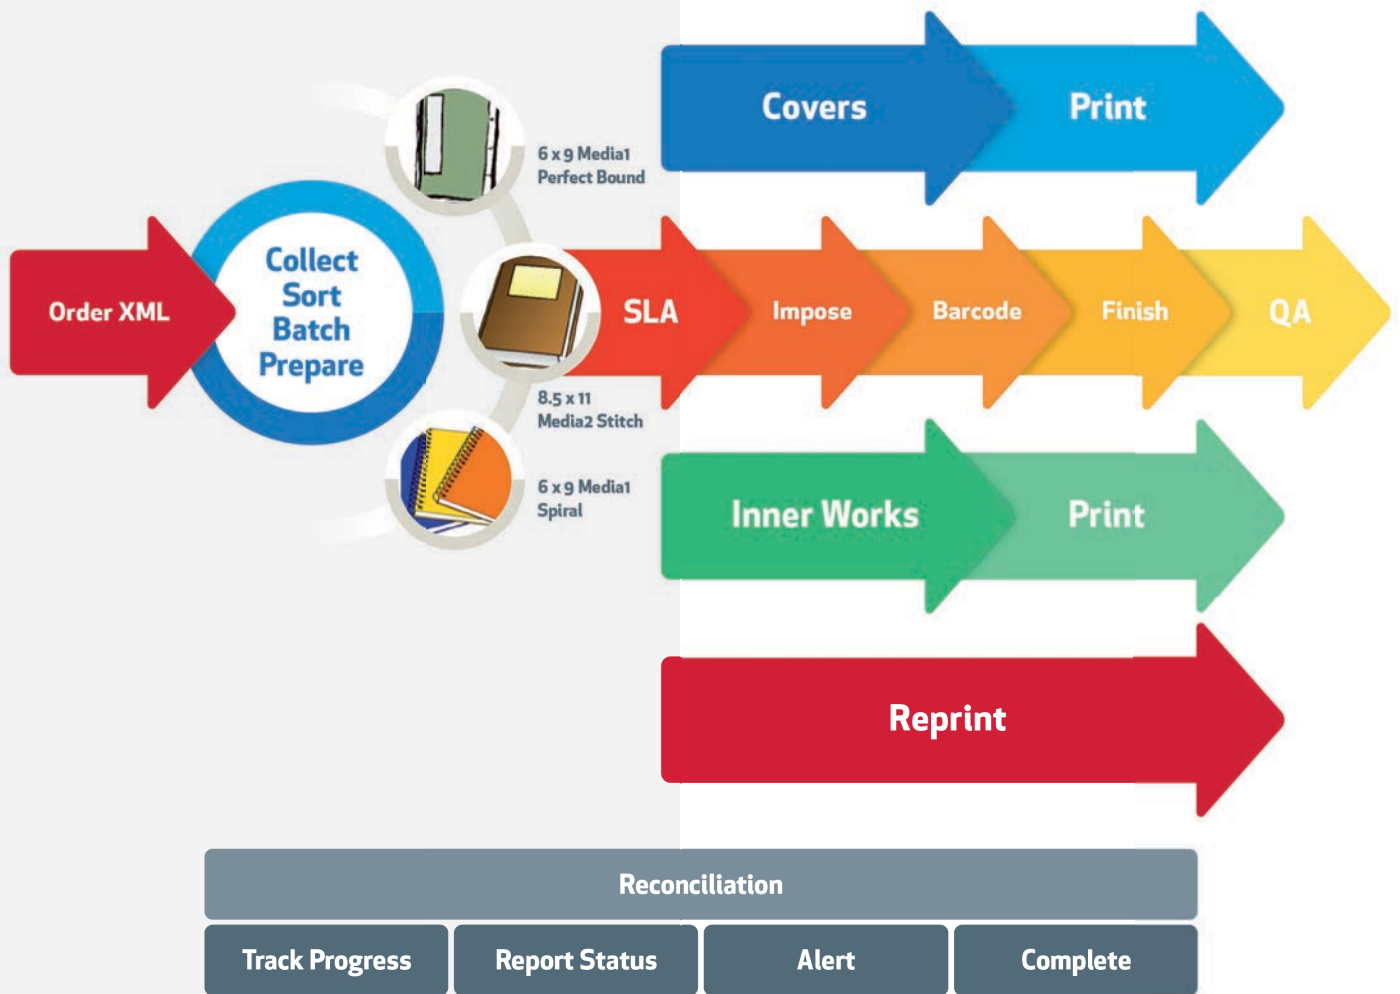 Order XML
Collect
Sort
Batch
Prepare
6 x 9 Media1
Perfect Bound
8.5 x 11
Media2 Stitch
6 x 9 Media1
Spiral
Covers
Print
SLA
Impose
Barcode
Finish
QA
Inner Works
Print
Reprint
Reconciliation
Track Progress
Report Status
Alert
Complete